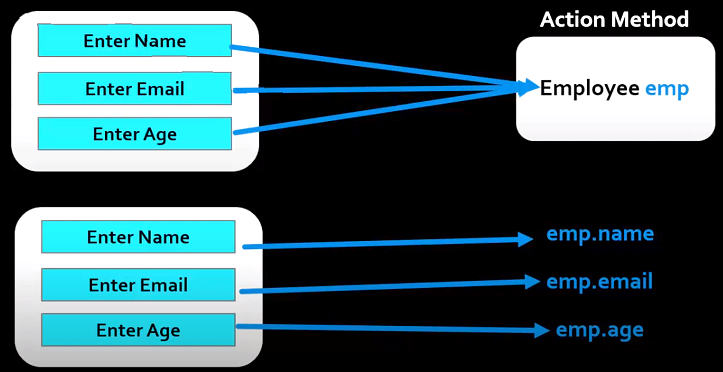 Action Method
Enter Name
Enter Email
Enter Age
Employee emp
Enter Name
Enter Email
Enter Age
emp.name
emp.email
emp.age